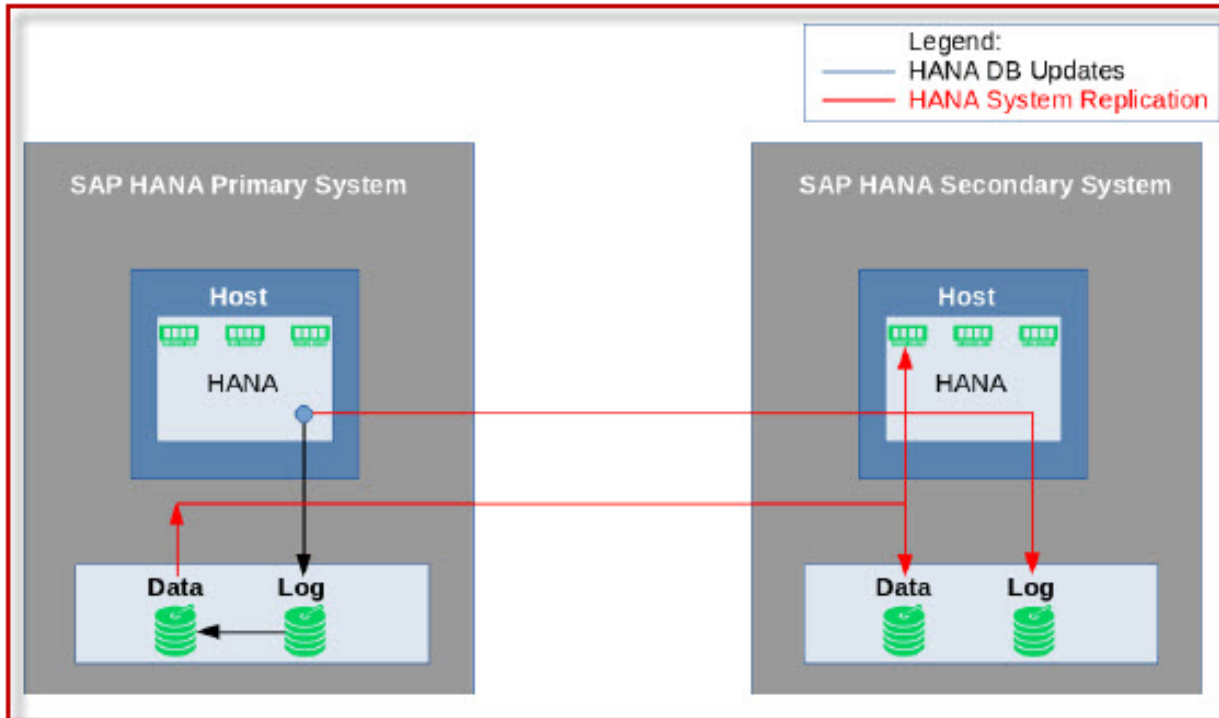 Legend:
HANA DB Updates
HANA System Replication
SAP HANA Primary System
Host
HANA
Data
Log
SAP HANA Secondary System
Host
HANA
Data
Log